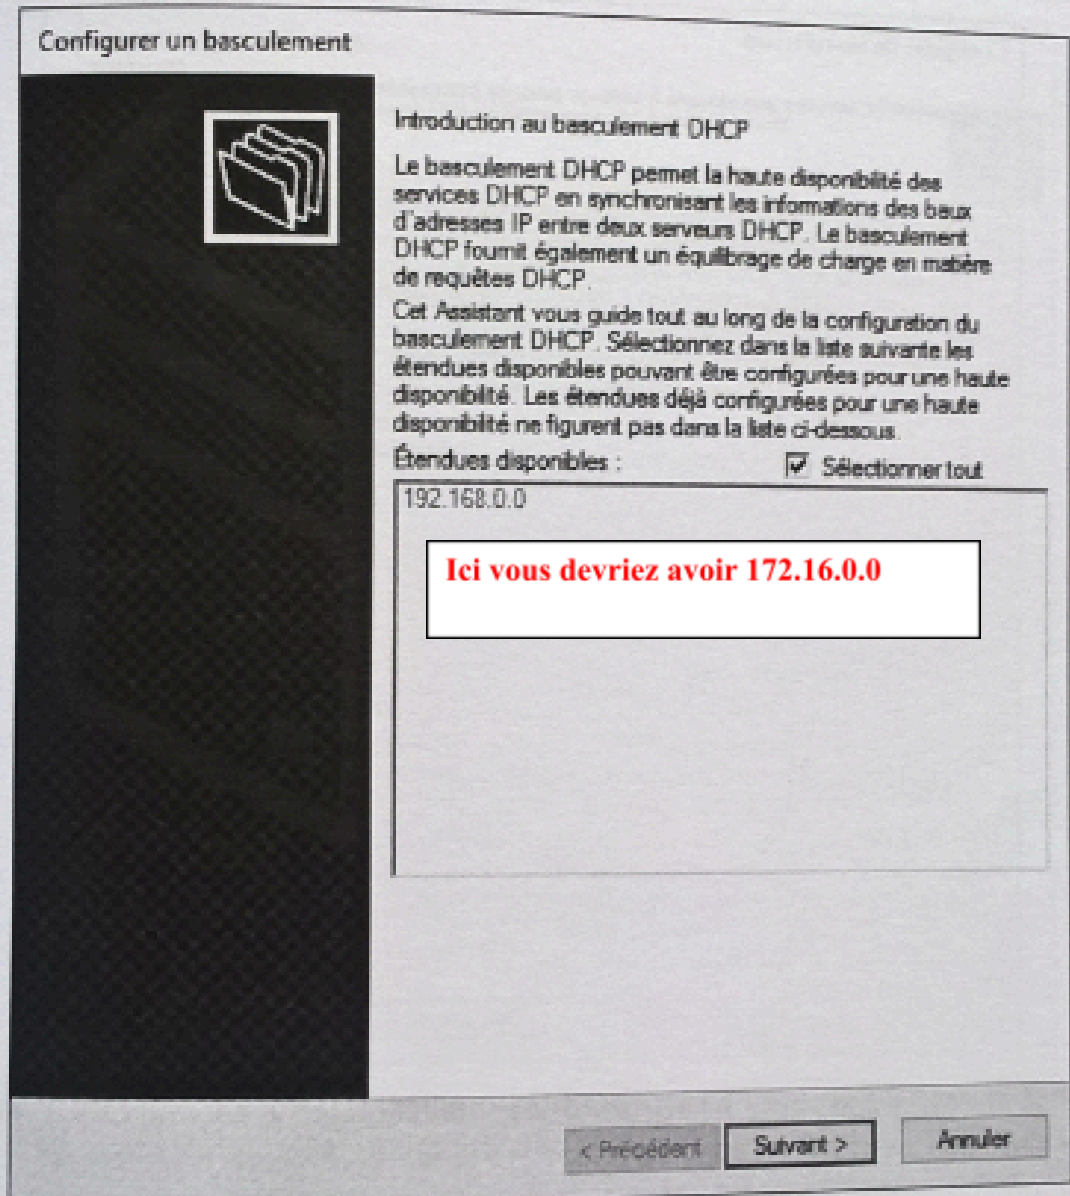 Configurer un basculement
Introduction au basculement DHCP
Le basculement DHCP permet la haute disponibilité des
services DHCP en synchronisant les informations des baux
d'adresses IP entre deux serveurs DHCP. Le basculement
DHCP fournit également un équilibrage de charge en matière
de requêtes DHCP.
Cet Assistant vous guide tout au long de la configuration du
basculement DHCP. Sélectionnez dans la liste suivante les
étendues disponibles pouvant être configurées pour une haute
disponibilité. Les étendues déjà configurées pour une haute
disponibilité ne figurent pas dans la liste ci-dessous.
Étendues disponibles :
Sélectionner tout
192.168.0.0
Ici vous devriez avoir 172.16.0.0
< Précédent
Suivant >
Annuler